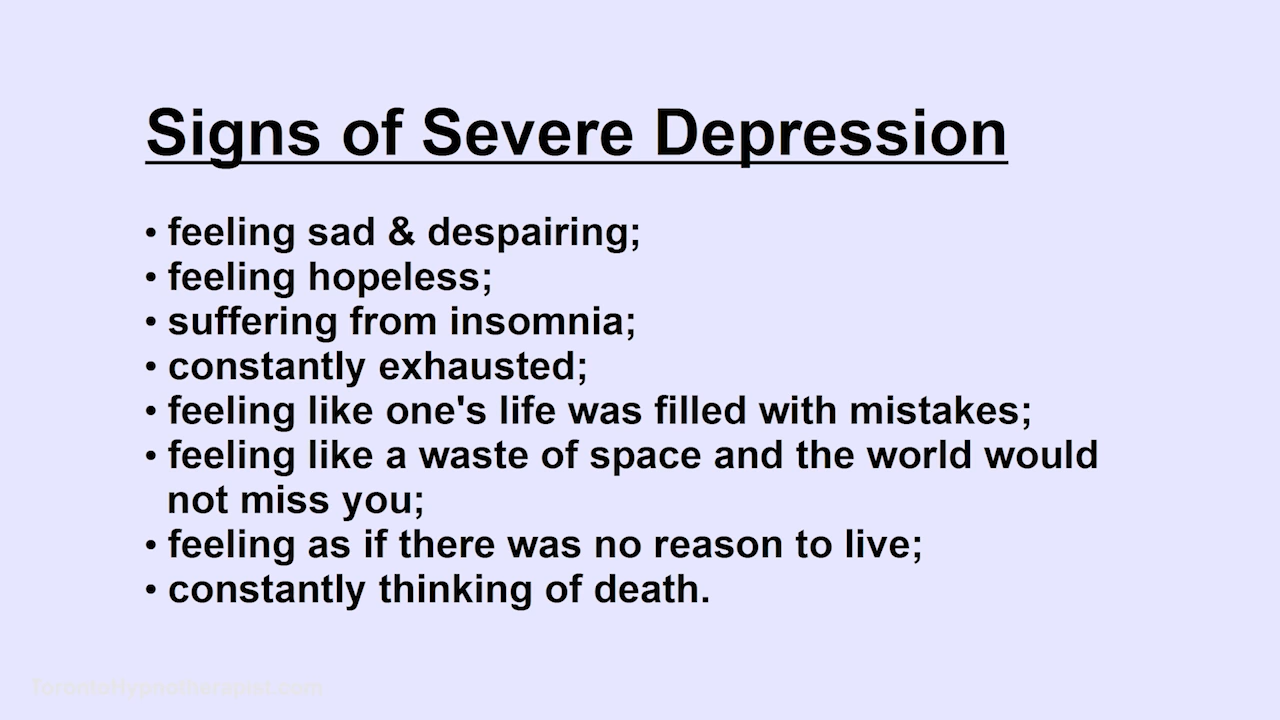 Signs of Severe Depression
• feeling sad & despairing;
• feeling hopeless;
• suffering from insomnia;
• constantly exhausted;
• feeling like one's life was filled with mistakes;
• feeling like a waste of space and the world would
not miss you;
• feeling as if there was no reason to live;
• constantly thinking of death.
TorontoHypnotherapist.com